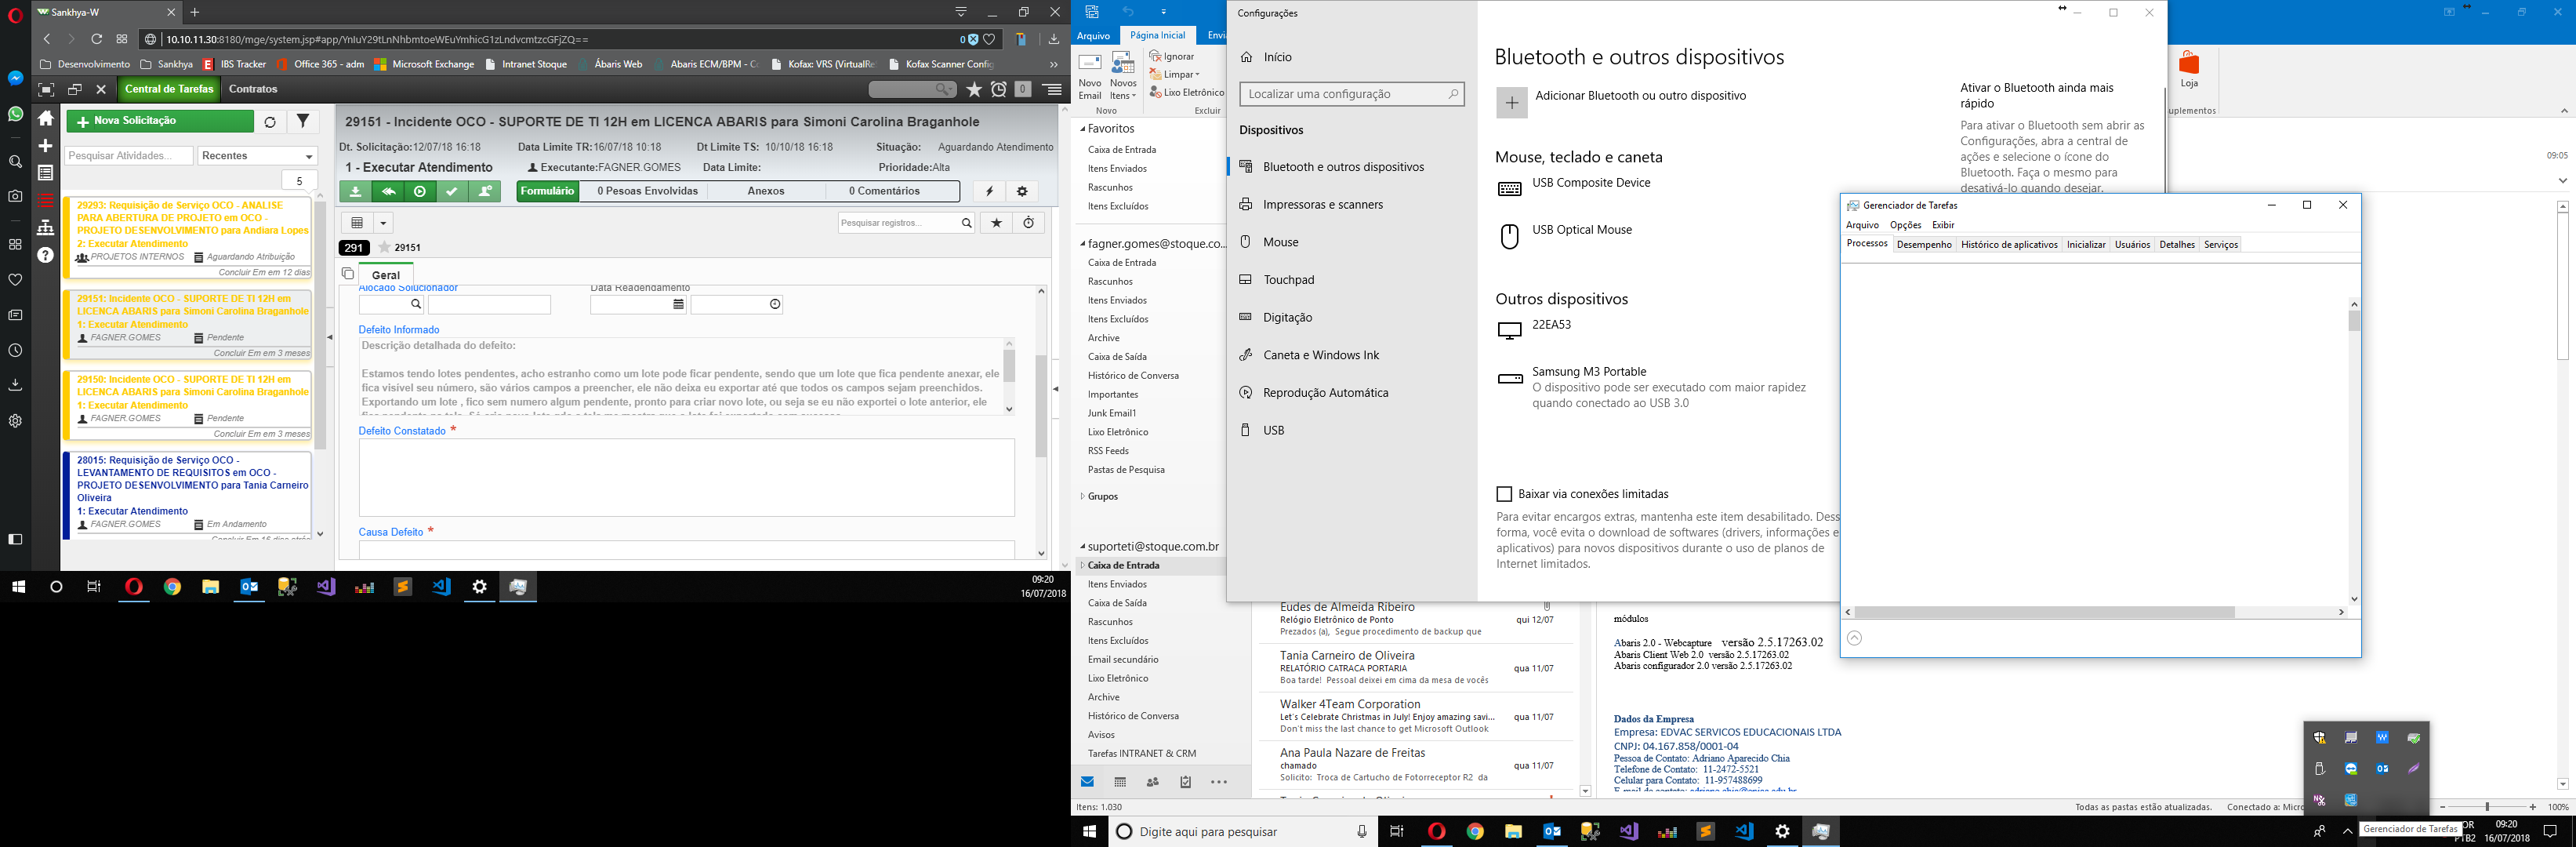 Sankhya-W
10.10.11.30:8180/mge/system.jsp#app/YnIuY29tLnNhbmtoeWEuYmhicG1zLndvcmtzcGFjZQ==
0
Desenvolvimento
Sankhya
IBS Tracker
Office 365 - adm
Microsoft Exchange
Intranet Stoque
Ábaris Web
Abaris ECM/BPM - Co
Kofax: VRS (VirtualRe
Kofax Scanner Config
Central de Tarefas
Contratos
0
Nova Solicitação
Pesquisar Atividades...
Recentes
5
29293: Requisição de Serviço OCO - ANALISE
PARA ABERTURA DE PROJETO em OCO -
PROJETO DESENVOLVIMENTO para Andiara Lopes
2: Executar Atendimento
PROJETOS INTERNOS
Aguardando Atribuição
Concluir Em em 12 dias
29151: Incidente OCO - SUPORTE DE TI 12H em
LICENCA ABARIS para Simoni Carolina Braganhole
1: Executar Atendimento
FAGNER.GOMES
Pendente
Concluir Em em 3 meses
29150: Incidente OCO - SUPORTE DE TI 12H em
LICENCA ABARIS para Simoni Carolina Braganhole
1: Executar Atendimento
FAGNER.GOMES
Pendente
Concluir Em em 3 meses
28015: Requisição de Serviço OCO -
LEVANTAMENTO DE REQUISITOS em OCO -
PROJETO DESENVOLVIMENTO para Tania Carneiro
Oliveira
1: Executar Atendimento
FAGNER.GOMES
Em Andamento
Concluir Em 16 dias atrás
29151 - Incidente OCO - SUPORTE DE TI 12H em LICENCA ABARIS para Simoni Carolina Braganhole
Dt. Solicitação:12/07/18 16:18
Data Limite TR:16/07/18 10:18
Dt Limite TS: 10/10/18 16:18
Situação:
Aguardando Atendimento
1 - Executar Atendimento
Executante:FAGNER.GOMES
Data Limite:
Prioridade:Alta
Formulário
0 Pesoas Envolvidas
Anexos
0 Comentários
Pesquisar registros...
291
29151
Geral
Alocado Solucionador
Data Readendamento
Defeito Informado
Descrição detalhada do defeito:
Estamos tendo lotes pendentes, acho estranho como um lote pode ficar pendente, sendo que um lote que fica pendente anexar, ele
fica visível seu número, são vários campos a preencher, ele não deixa eu exportar até que todos os campos sejam preenchidos.
Exportando um lote , fico sem numero algum pendente, pronto para criar novo lote, ou seja se eu não exportei o lote anterior, ele
Defeito Constatado *
Causa Defeito *
09:20
16/07/2018
Arquivo
Página Inicial
Envia
Novo
Email
Novos
Itens
Novo
Ignorar
Limpar
Lixo Eletrônico
Excluir
Favoritos
Caixa de Entrada
Itens Enviados
Rascunhos
Itens Excluídos
fagner.gomes@stoque.co...
Caixa de Entrada
Rascunhos
Itens Enviados
Itens Excluídos
Archive
Caixa de Saída
Histórico de Conversa
Importantes
Junk Email1
Lixo Eletrônico
RSS Feeds
Pastas de Pesquisa
Grupos
suporteti@stoque.com.br
Caixa de Entrada
Itens Enviados
Caixa de Saída
Rascunhos
Itens Excluídos
Email secundário
Lixo Eletrônico
Archive
Histórico de Conversa
Avisos
Tarefas INTRANET & CRM
Itens: 1.030
Configurações
Início
Localizar uma configuração
Dispositivos
Bluetooth e outros dispositivos
Impressoras e scanners
Mouse
Touchpad
Digitação
Caneta e Windows Ink
Reprodução Automática
USB
Bluetooth e outros dispositivos
Adicionar Bluetooth ou outro dispositivo
Mouse, teclado e caneta
USB Composite Device
USB Optical Mouse
Outros dispositivos
22EA53
Samsung M3 Portable
O dispositivo pode ser executado com maior rapidez
quando conectado ao USB 3.0
Baixar via conexões limitadas
Para evitar encargos extras, mantenha este item desabilitado. Dess
forma, você evita o download de softwares (drivers, informações e
aplicativos) para novos dispositivos durante o uso de planos de
Internet limitados.
Ativar o Bluetooth ainda mais
rápido
Para ativar o Bluetooth sem abrir as
Configurações, abra a central de
ações e selecione o ícone do
Bluetooth. Faça o mesmo para
desativá-lo quando desejar.
Loja
uplementos
09:05
Gerenciador de Tarefas
Arquivo
Opções
Exibir
Processos
Desempenho
Histórico de aplicativos
Inicializar
Usuários
Detalhes
Serviços
Eudes de Almeida Ribeiro
Relógio Eletrônico de Ponto
qui 12/07
Prezados (a), Segue procedimento de backup que
Tania Carneiro de Oliveira
RELATÓRIO CATRACA PORTARIA
qua 11/07
Boa tarde! Pessoal deixei em cima da mesa de vocês
Walker 4Team Corporation
Let's Celebrate Christmas in July! Enjoy amazing savi...
qua 11/07
Don't miss the last chance to get Microsoft Outlook
Ana Paula Nazare de Freitas
chamado
qua 11/07
Solicito: Troca de Cartucho de Fotorreceptor R2 da
módulos
Abaris 2.0 - Webcapture versão 2.5.17263.02
Abaris Client Web 2.0 versão 2.5.17263.02
Abaris configurador 2.0 versão 2.5.17263.02
Dados da Empresa
Empresa: EDVAC SERVICOS EDUCACIONAIS LTDA
CNPJ: 04.167.858/0001-04
Pessoa de Contato: Adriano Aparecido Chia
Telefone de Contato: 11-2472-5521
Celular para Contato: 11-957488699
Todas as pastas estão atualizadas.
Conectado a: Micro
100%
Digite aqui para pesquisar
Gerenciador de Tarefas
POR
PTB2
09:20
16/07/2018